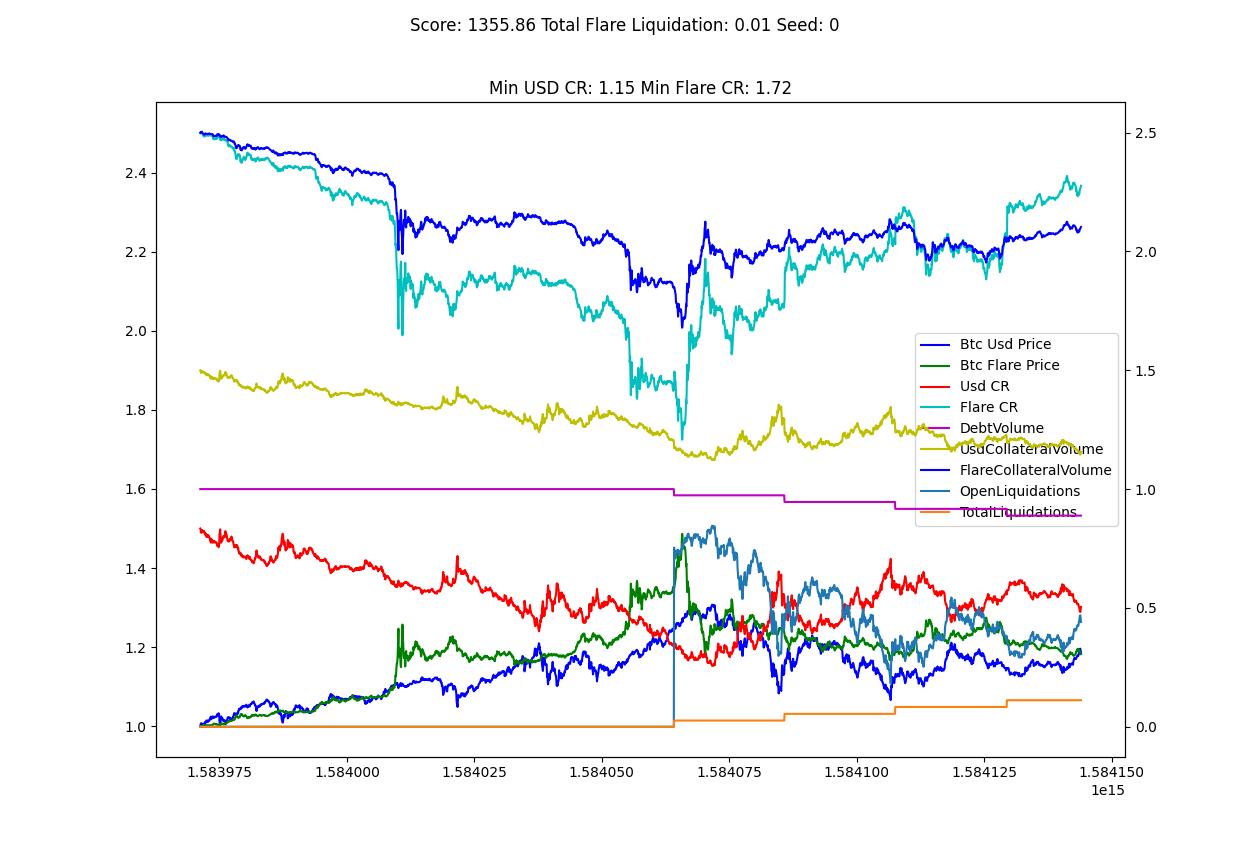 Score: 1355.86 Total Flare Liquidation: 0.01 Seed: 0
Min USD CR: 1.15 Min Flare CR: 1.72
2.4
2.2
2.0
1.8
1.6
1.4
1.2
1.0
2.5
2.0
1.5
1.0
0.5
0.0
Btc Usd Price
Btc Flare Price
Usd CR
Flare CR
DebtVolume
UsdCollateralVolume
FlareCollateralVolume
OpenLiquidations
TotalLiquidations
1.583975 1.584000 1.584025 1.584050 1.584075 1.584100 1.584125 1.584150
1e15